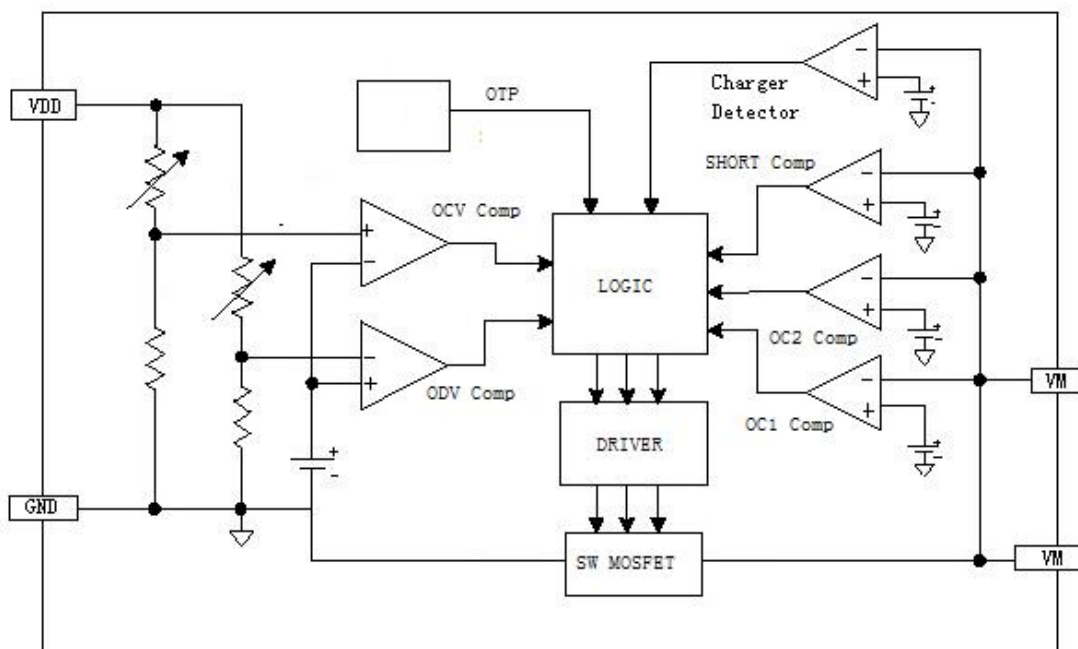 VDD
OTP
Charger
Detector
SHORT Comp
OCV Comp
LOGIC
OC2 Comp
ODV Comp
OC1 Comp
VM
DRIVER
GND
SW MOSFET
VM